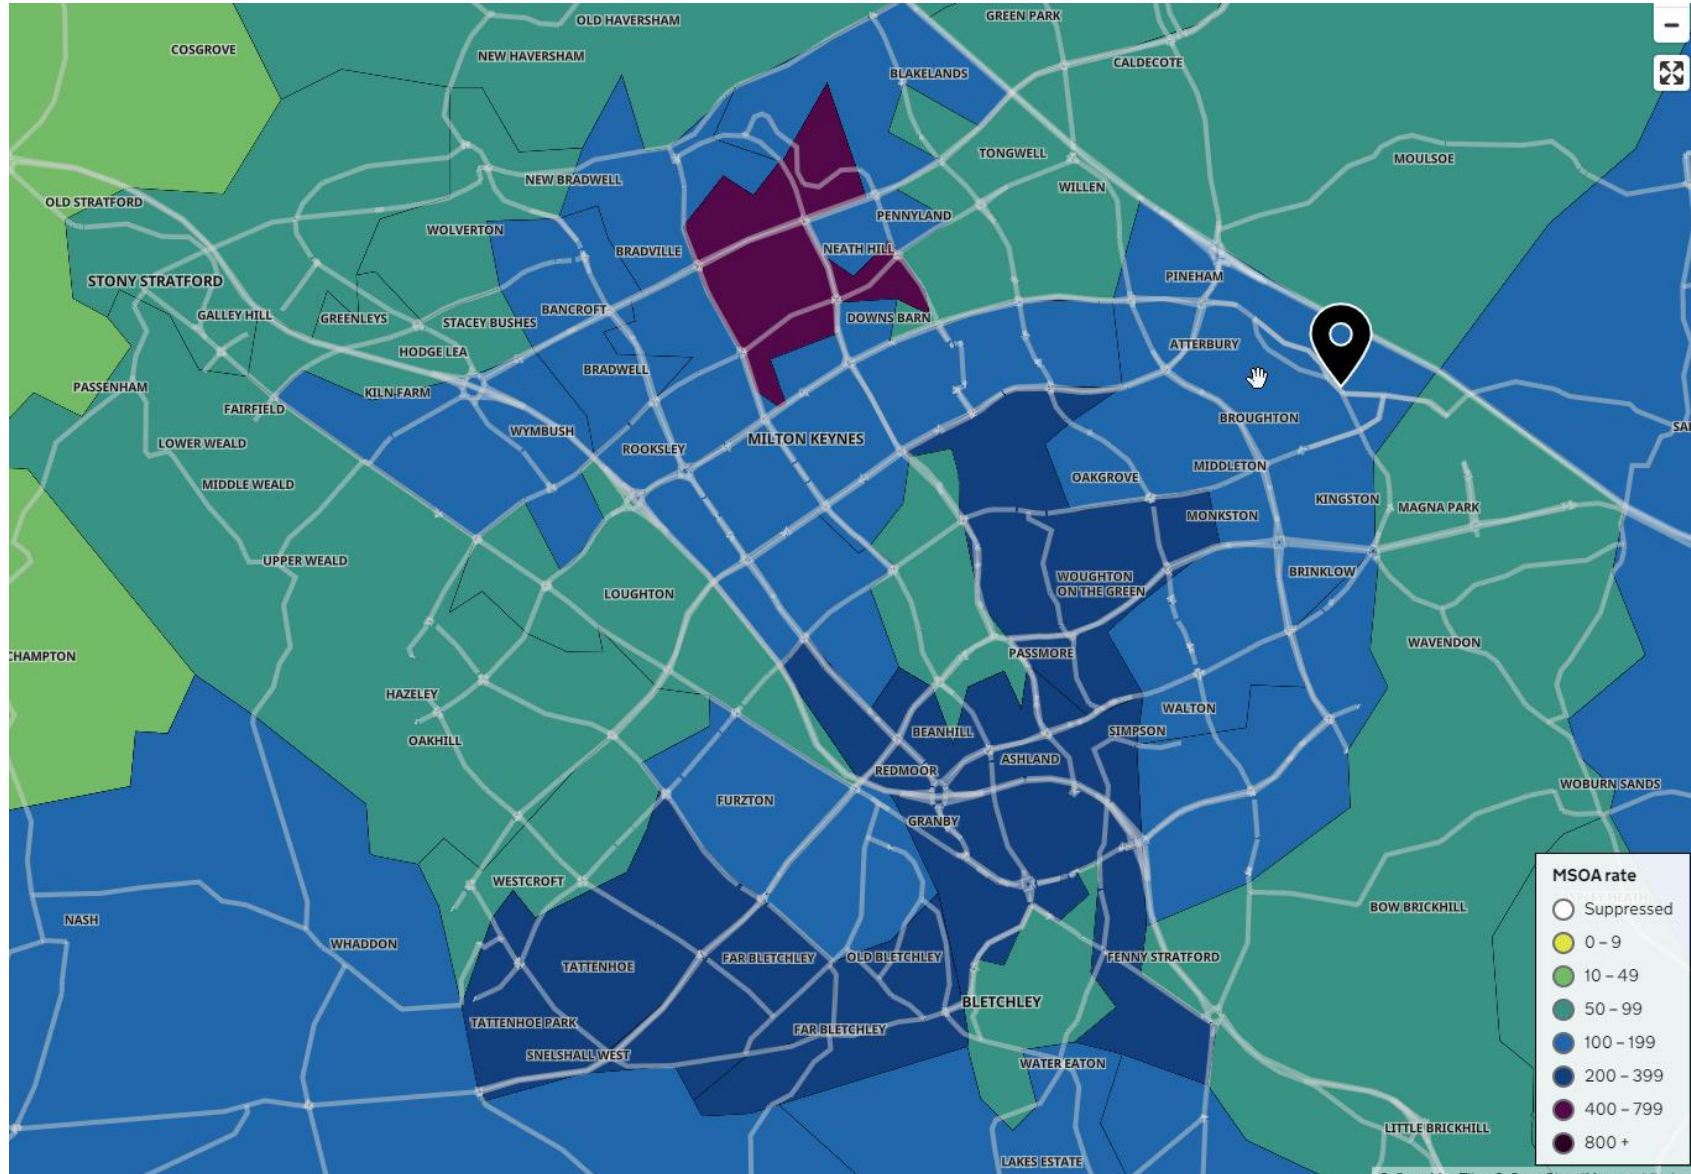 OLD HAVERSHAM
GREEN PARK
COSGROVE
NEW HAVERSHAM
CALDECOTE
BLAKELANDS
TONGWELL
MOULSOE
NEW BRADWELL
WILLEN
OLD STRATFORD
PENNYLAND
WOLVERTON
BRADVILLE
NEATH HILL
STONY STRATFORD
PINEHAM
BANCROFT
GALLEY HILL
GREENLEYS
STACEY BUSHES
DOWNS BARN
ATTERBURY
HODGE LEA
BRADWELL
PASSENHAM
KILN FARM
FAIRFIELD
BROUGHTON
WYMBUSH
MILTON KEYNES
LOWER WEALD
ROOKSLEY
MIDDLETON
OAKGROVE
MIDDLE WEALD
KINGSTON
MAGNA PARK
MONKSTON
UPPER WEALD
BRINKLOW
WOUGHTON
ON THE GREEN
LOUGHTON
WAVENDON
CHAMPTON
PASSMORE
HAZELEY
WALTON
BEANHILL
SIMPSON
OAKHILL
ASHLAND
REDMOOR
WOBURN SANDS
FURZTON
GRANBY
WESTCROFT
BOW BRICKHILL
NASH
WHADDON
FAR BLETCHLEY
OLD BLETCHLEY
FENNY STRATFORD
TATTENHOE
BLETCHLEY
TATTENHOE PARK
FAR BLETCHLEY
SNELSHALL WEST
WATER EATON
LITTLE BRICKHILL
LAKES ESTATE
MSOA rate
Suppressed
0 – 9
10 – 49
50 – 99
100 – 199
200 – 399
400 – 799
800 +